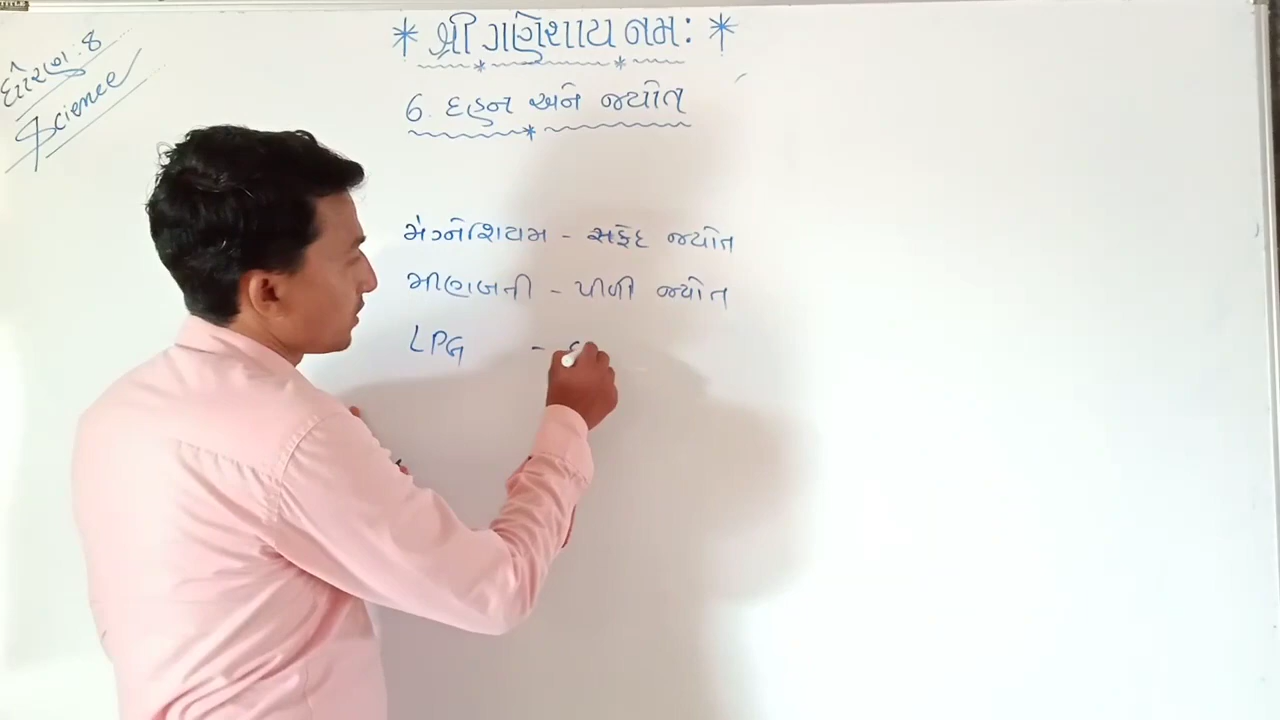 ધોરણ : 8
Science
* શ્રી ગણેશાય નમઃ *
6. દહન અને જ્યોત
મેગ્નેશિયમ - સફેદ જ્યોત
મીણબત્તી - પીળી જ્યોત
LPG -